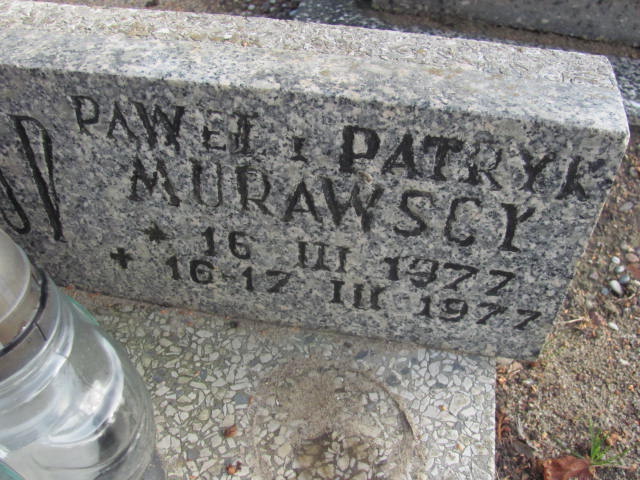 PAWEŁ I PATRYK
MURAWSCY
* 16 III 1977
+ 16-17 III 1977